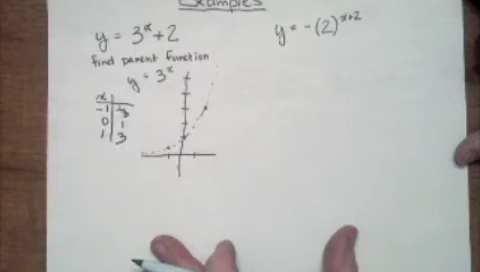 Examples
y = 3^x + 2
find parent function
y = 3^x
x
-1 1/3
0 1
1 3
y = -(2)^{x+2}